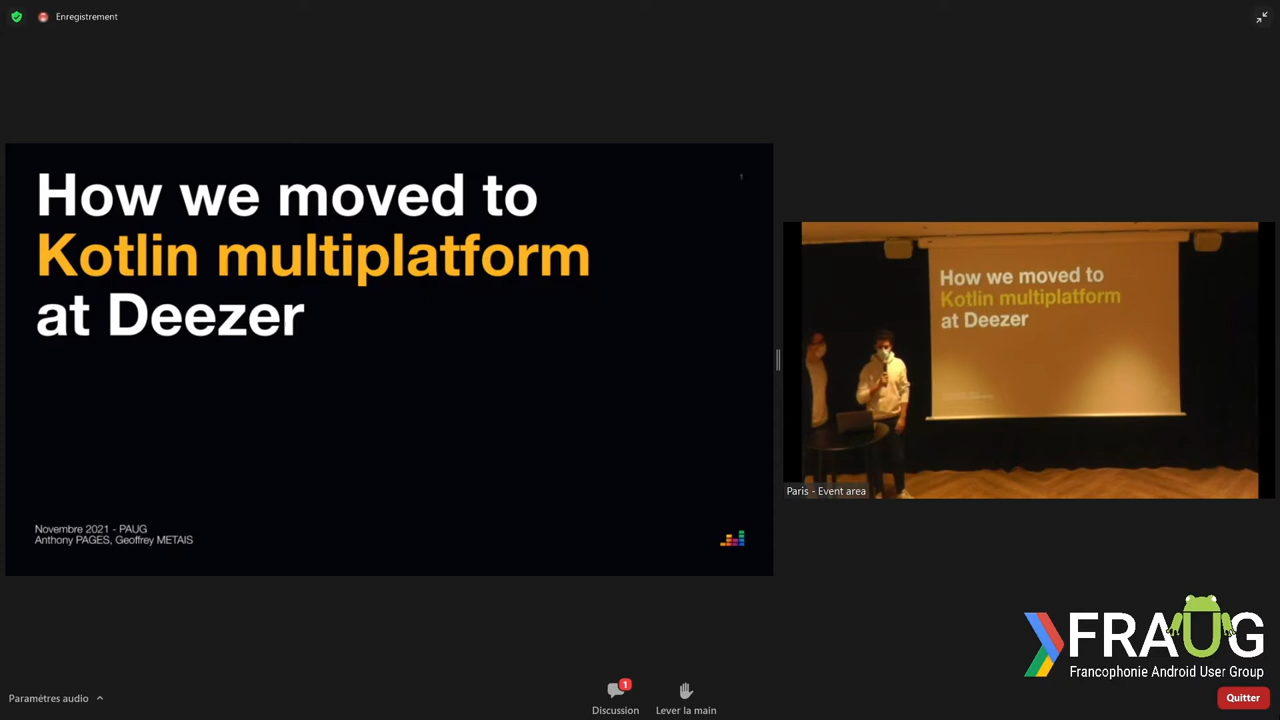 Enregistrement
How we moved to
Kotlin multiplatform
at Deezer
1
Novembre 2021 - PAUG
Anthony PAGES, Geoffrey METAIS
How we moved to
Kotlin multiplatform
at Deezer
Paris - Event area
FRAUG
Francophonie Android User Group
Paramétres audio
1
Discussion
Lever la main
Quitter